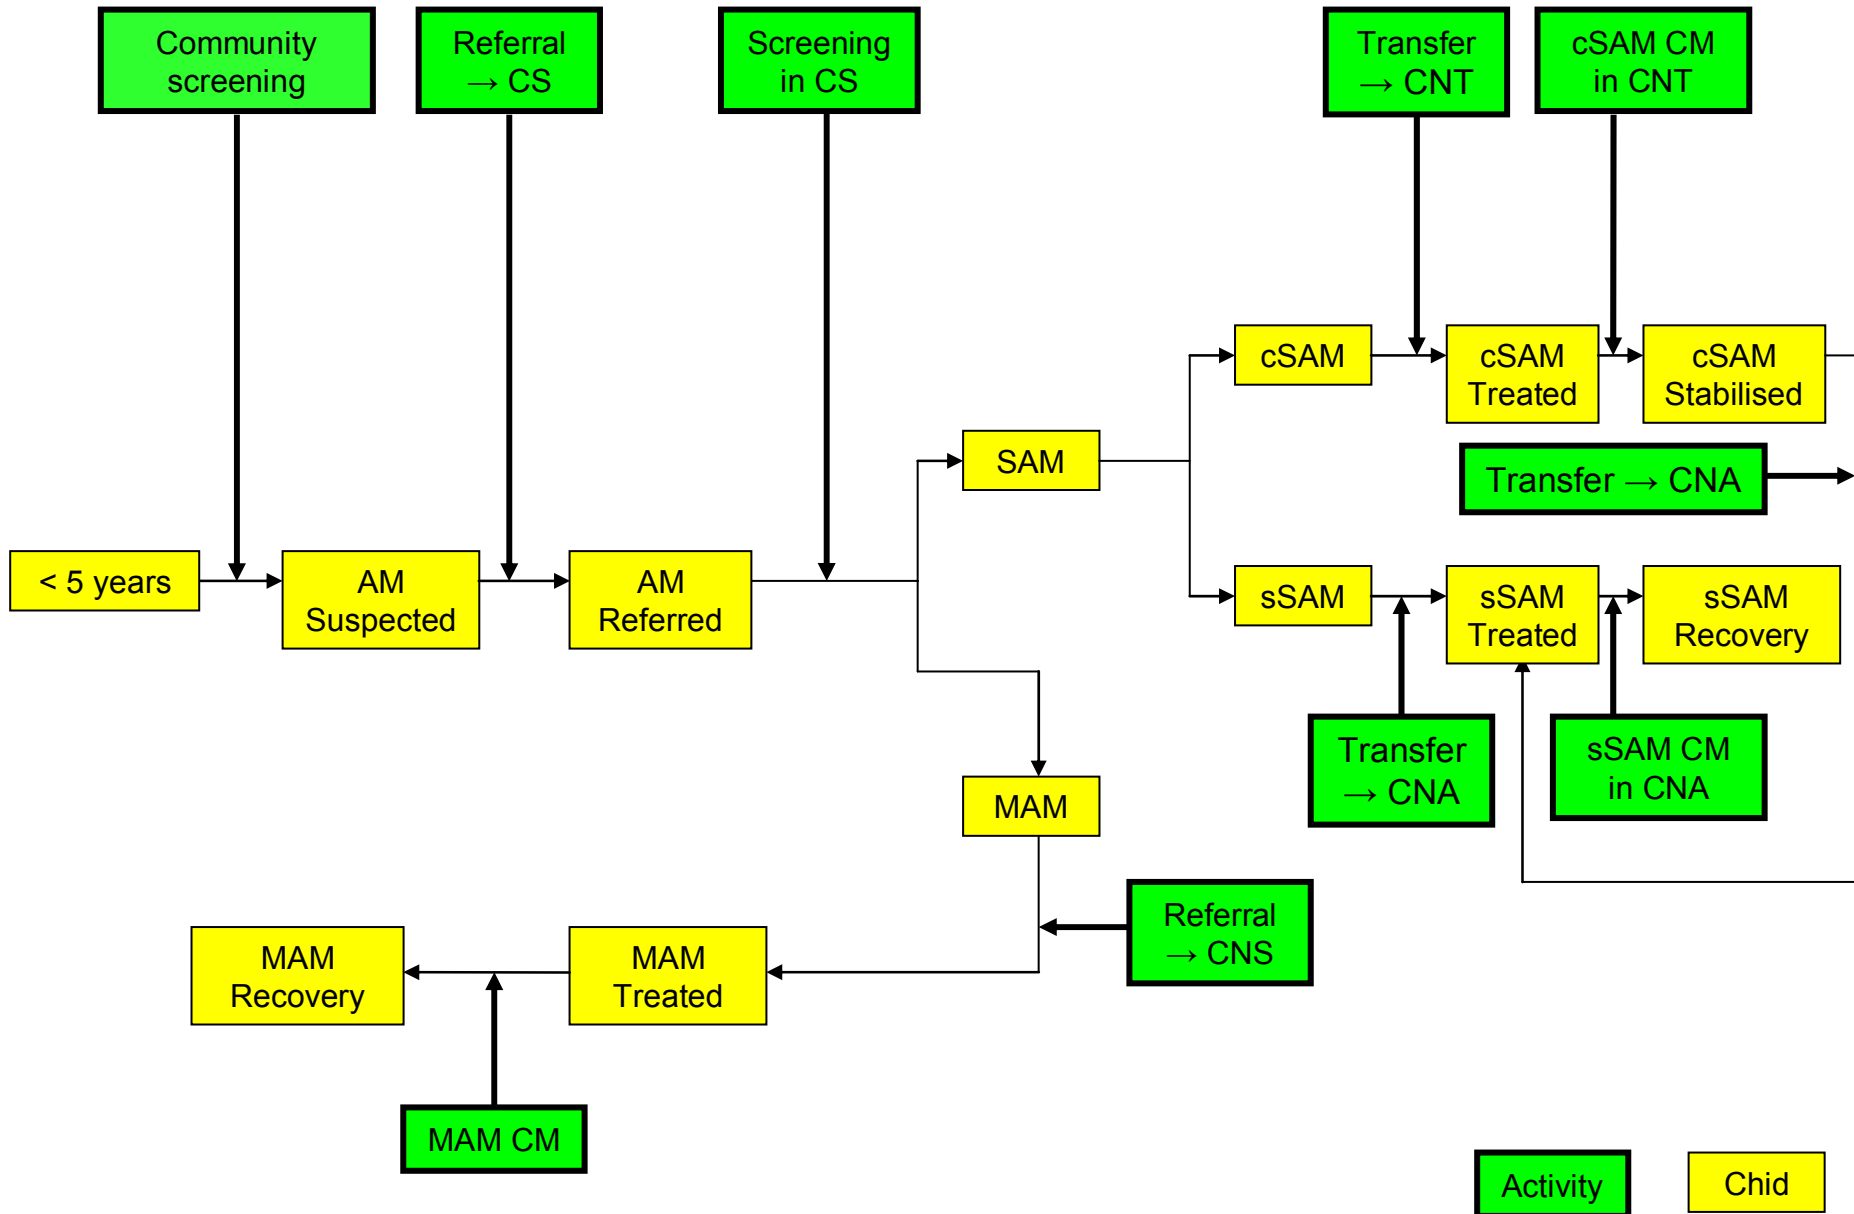 Community
screening
Referral
→ CS
Screening
in CS
Transfer
→ CNT
cSAM CM
in CNT
cSAM
cSAM
Treated
cSAM
Stabilised
SAM
Transfer → CNA
< 5 years
AM
Suspected
AM
Referred
sSAM
sSAM
Treated
sSAM
Recovery
Transfer
→ CNA
sSAM CM
in CNA
MAM
Referral
→ CNS
MAM
Recovery
MAM
Treated
MAM CM
Activity
Chid